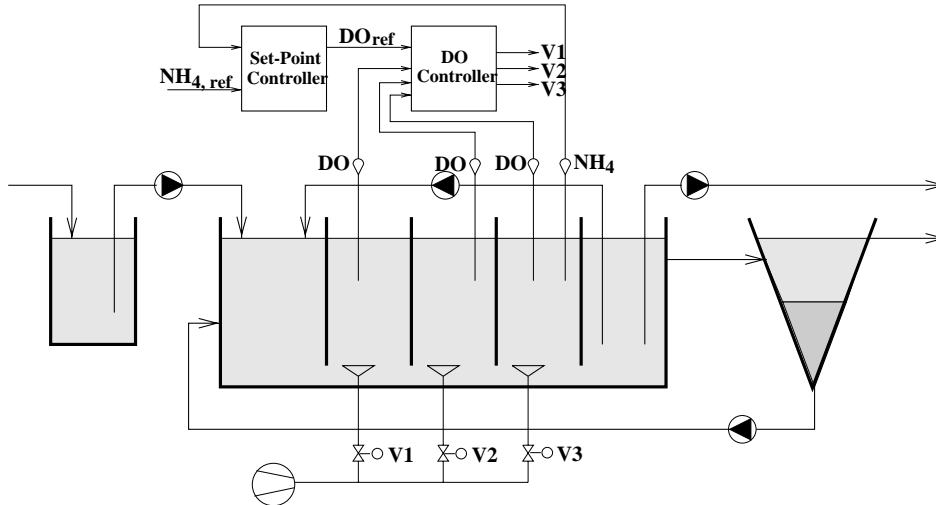 Set-Point
Controller
DOref
DO
Controller
V1
V2
V3
NH4, ref
DO
DO
DO
NH4
V1
V2
V3